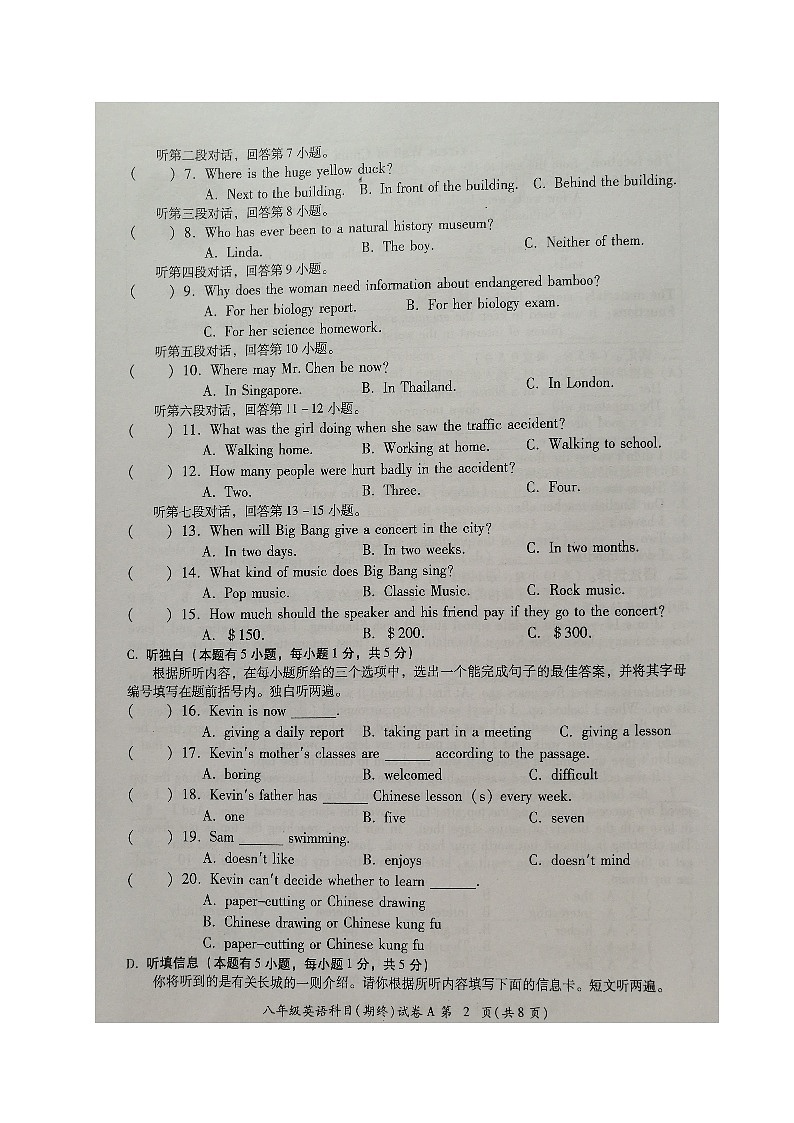 听第二段对话，回答第7小题。
(    ) 7. Where is the huge yellow duck?
A. Next to the building. B. In front of the building. C. Behind the building.
听第三段对话，回答第8小题。
(    ) 8. Who has ever been to a natural history museum?
A. Linda. B. The boy. C. Neither of them.
听第四段对话，回答第9小题。
(    ) 9. Why does the woman need information about endangered bamboo?
A. For her biology report. B. For her biology exam.
C. For her science homework.
听第五段对话，回答第10小题。
(    ) 10. Where may Mr. Chen be now?
A. In Singapore. B. In Thailand. C. In London.
听第六段对话，回答第11－12小题。
(    ) 11. What was the girl doing when she saw the traffic accident?
A. Walking home. B. Working at home. C. Walking to school.
(    ) 12. How many people were hurt badly in the accident?
A. Two. B. Three. C. Four.
听第七段对话，回答第13－15小题。
(    ) 13. When will Big Bang give a concert in the city?
A. In two days. B. In two weeks. C. In two months.
(    ) 14. What kind of music does Big Bang sing?
A. Pop music. B. Classic Music. C. Rock music.
(    ) 15. How much should the speaker and his friend pay if they go to the concert?
A. $150. B. $200. C. $300.
C. 听独白（本题有5小题，每小题1分，共5分）
根据所听内容，在每小题所给的三个选项中，选出一个能完成句子的最佳答案，并将其字母
编号填写在题前括号内。独白听两遍。
(    ) 16. Kevin is now ______.
A. giving a daily report B. taking part in a meeting C. giving a lesson
(    ) 17. Kevin's mother's classes are ______ according to the passage.
A. boring B. welcomed C. difficult
(    ) 18. Kevin's father has ______ Chinese lesson (s) every week.
A. one B. five C. seven
(    ) 19. Sam ______ swimming.
A. doesn't like B. enjoys C. doesn't mind
(    ) 20. Kevin can't decide whether to learn ______.
A. paper-cutting or Chinese drawing
B. Chinese drawing or Chinese kung fu
C. paper-cutting or Chinese kung fu
D. 听填信息（本题有5小题，每小题1分，共5分）
你将听到的是有关长城的一则介绍。请你根据所听内容填写下面的信息卡。短文听两遍。
八年级英语科目(期终)试卷A 第 2 页(共8页)